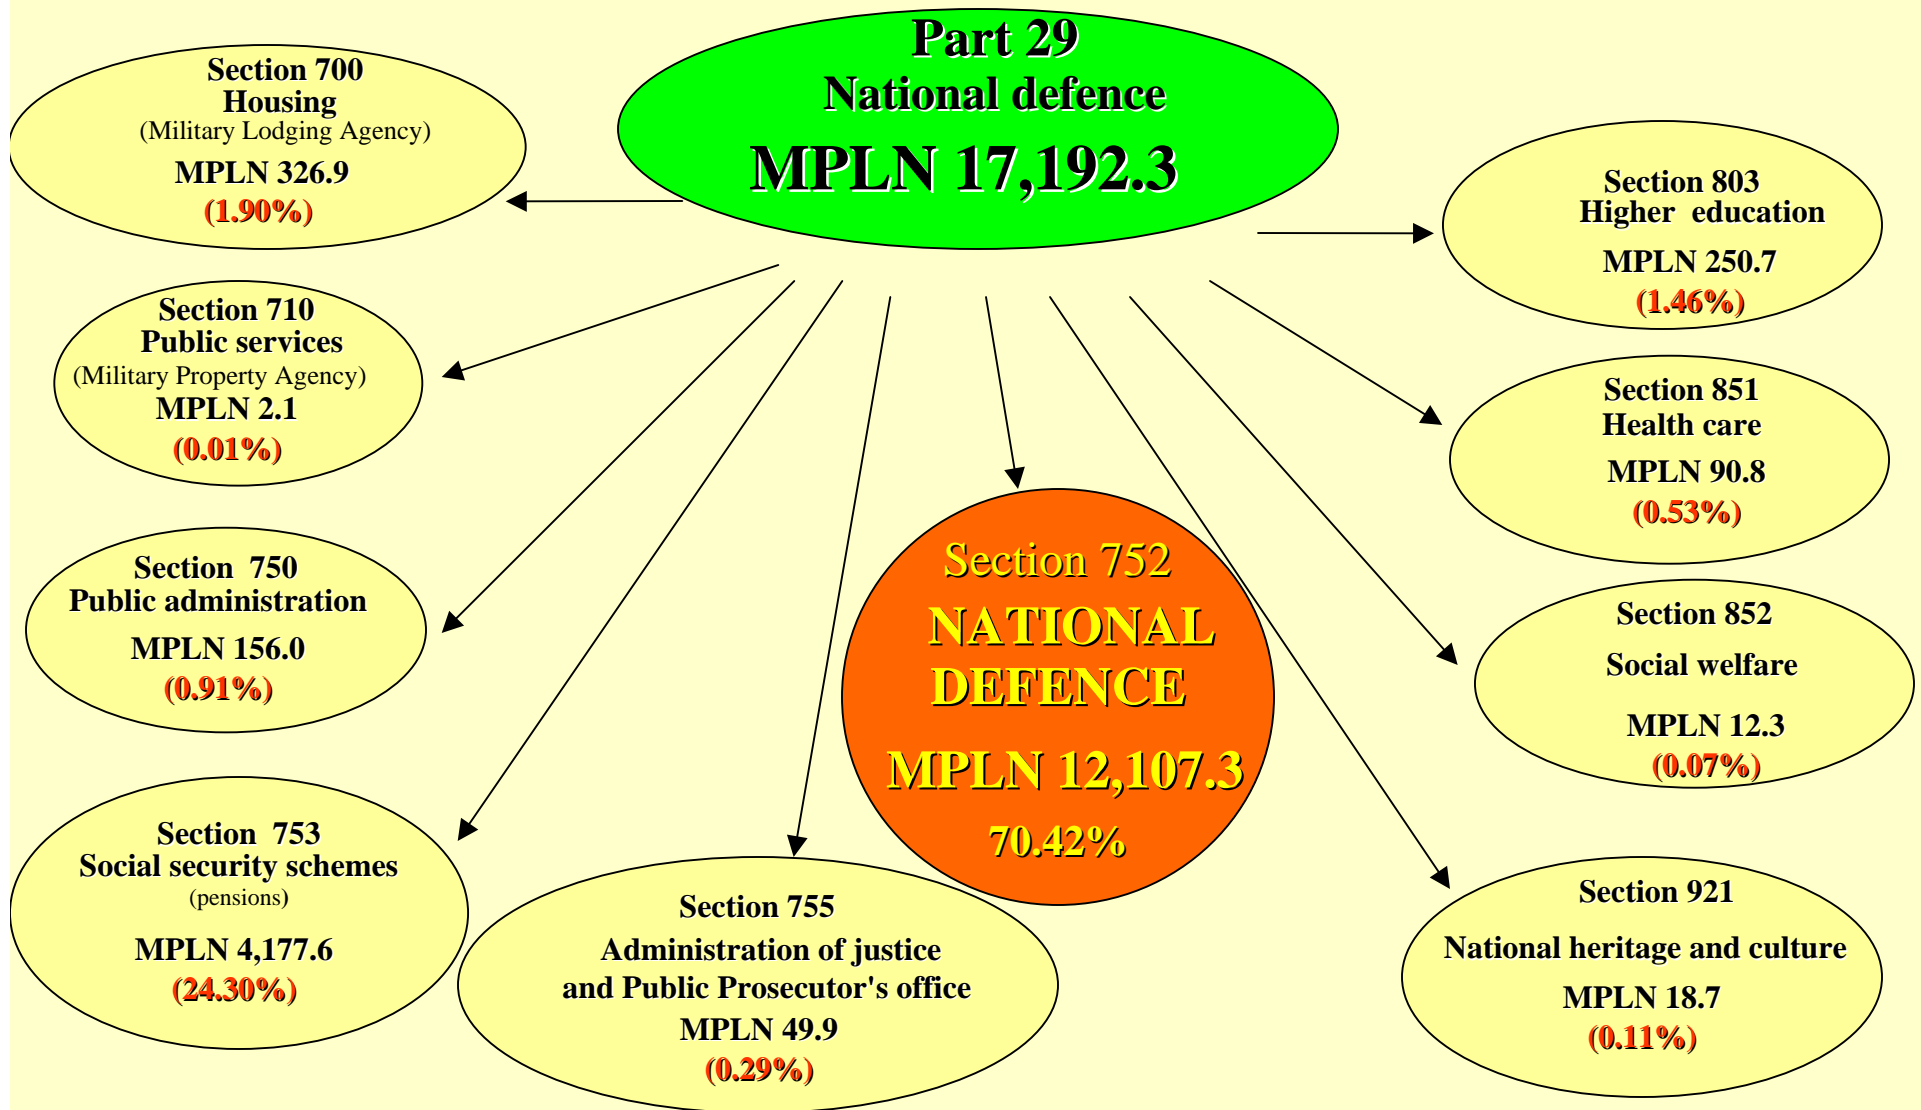 Part 29
National defence
MPLN 17,192.3
Section 700
Housing
(Military Lodging Agency)
MPLN 326.9
(1.90%)
Section 710
Public services
(Military Property Agency)
MPLN 2.1
(0.01%)
Section 750
Public administration
MPLN 156.0
(0.91%)
Section 753
Social security schemes
(pensions)
MPLN 4,177.6
(24.30%)
Section 755
Administration of justice
and Public Prosecutor's office
MPLN 49.9
(0.29%)
Section 752
NATIONAL
DEFENCE
MPLN 12,107.3
70.42%
Section 803
Higher education
MPLN 250.7
(1.46%)
Section 851
Health care
MPLN 90.8
(0.53%)
Section 852
Social welfare
MPLN 12.3
(0.07%)
Section 921
National heritage and culture
MPLN 18.7
(0.11%)